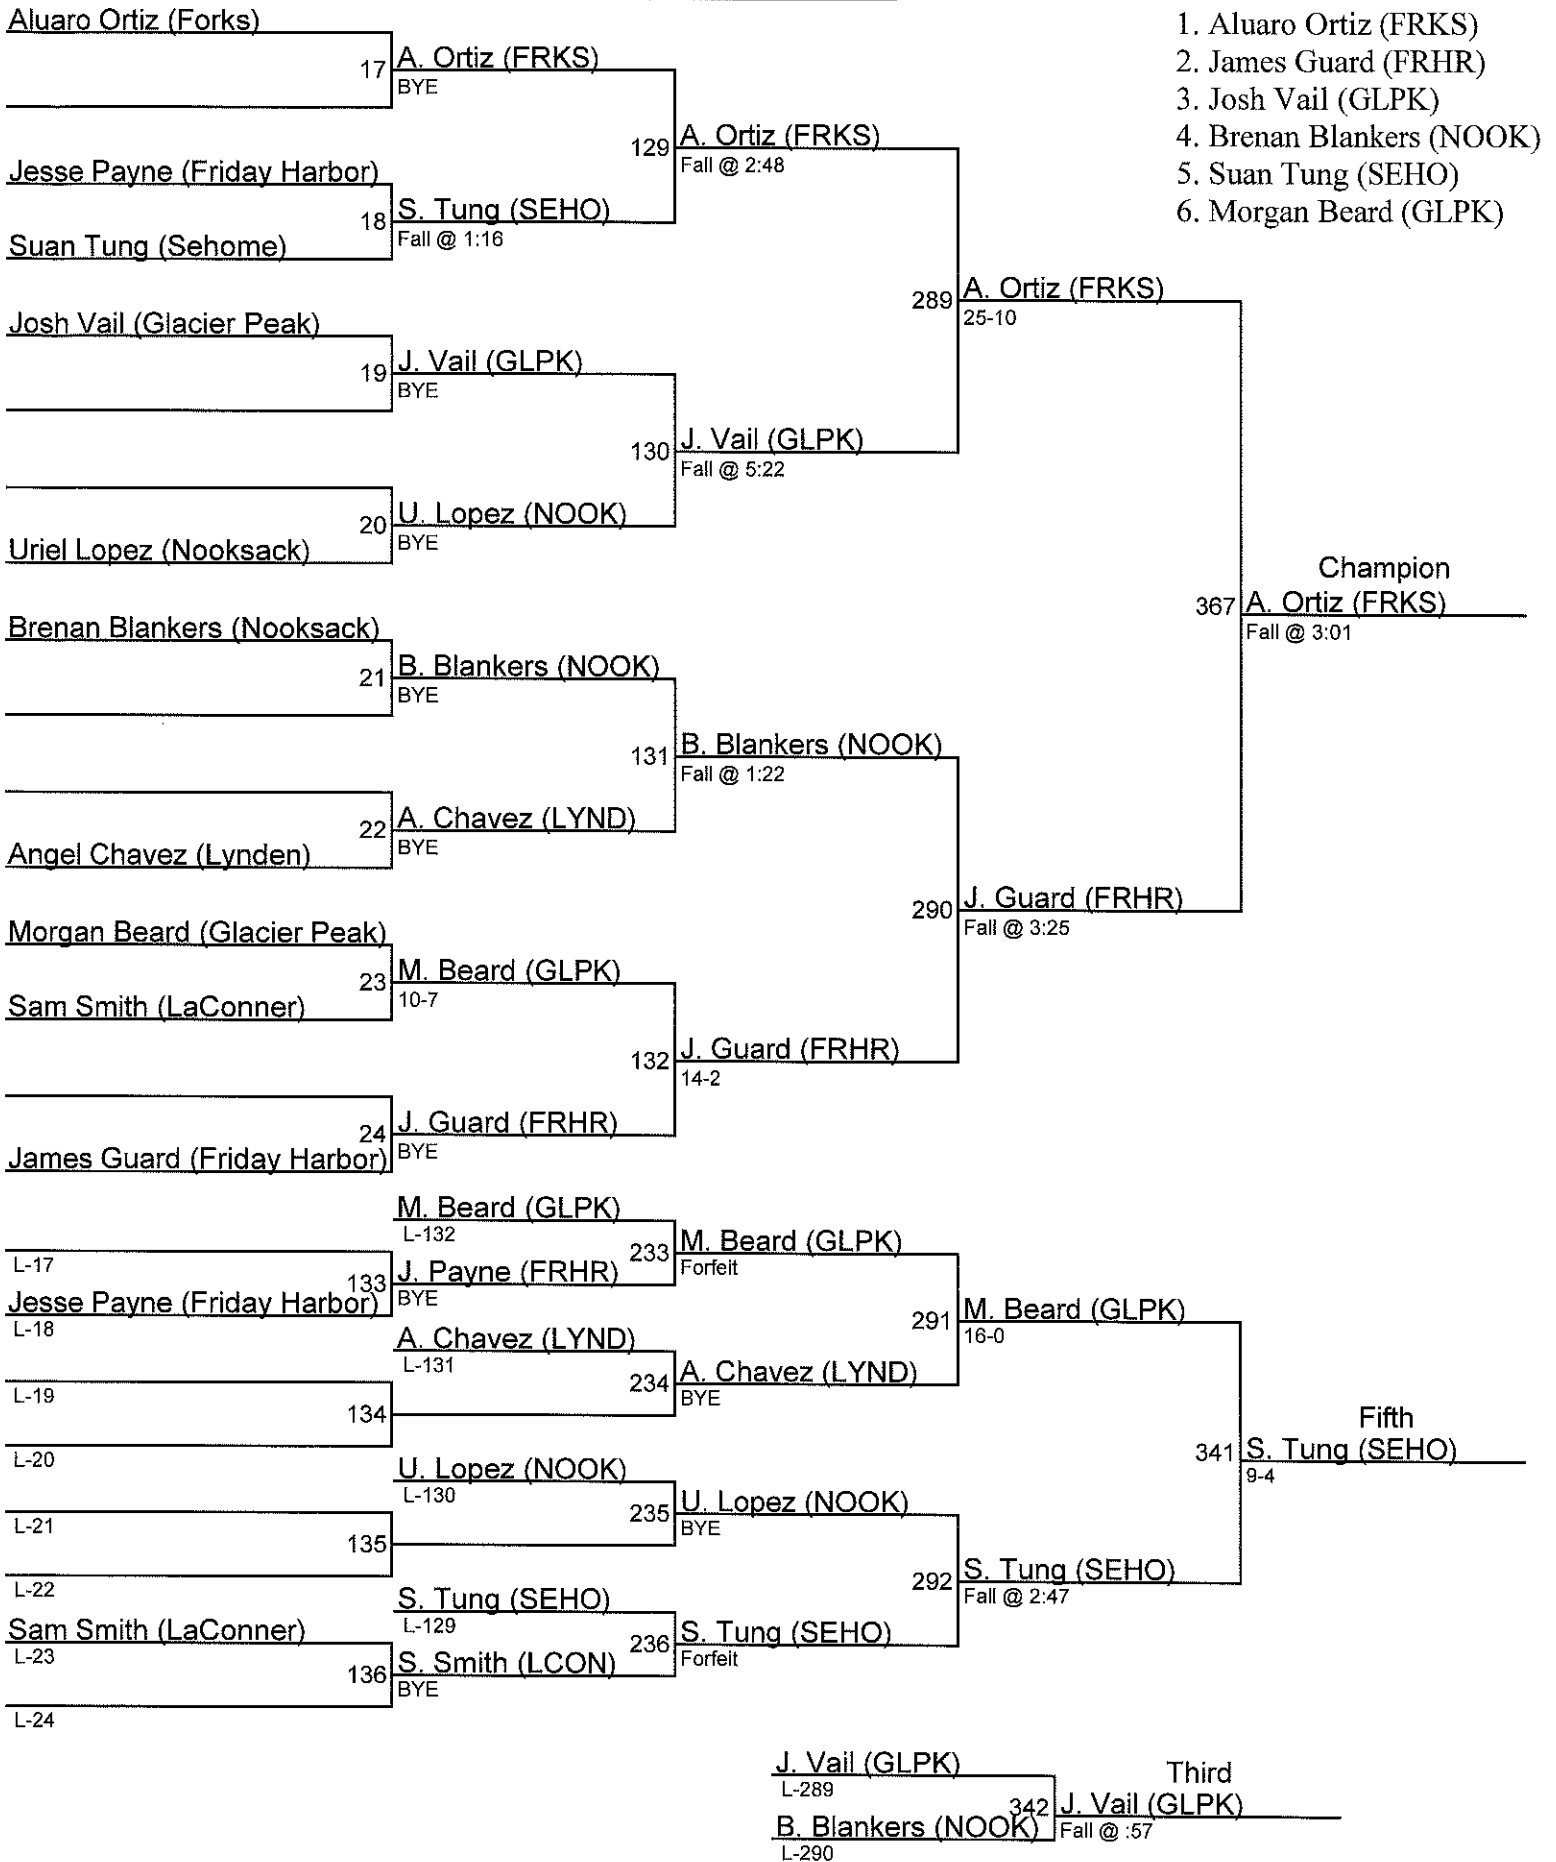 Aluaro Ortiz (Forks)
17
A. Ortiz (FRKS)
BYE
129
A. Ortiz (FRKS)
Fall @ 2:48
Jesse Payne (Friday Harbor)
18
S. Tung (SEHO)
Fall @ 1:16
Suan Tung (Sehome)
289
A. Ortiz (FRKS)
25-10
Josh Vail (Glacier Peak)
19
J. Vail (GLPK)
BYE
130
J. Vail (GLPK)
Fall @ 5:22
20
U. Lopez (NOOK)
BYE
Uriel Lopez (Nooksack)
Champion
367
A. Ortiz (FRKS)
Fall @ 3:01
Brenan Blankers (Nooksack)
21
B. Blankers (NOOK)
BYE
131
B. Blankers (NOOK)
Fall @ 1:22
22
A. Chavez (LYND)
BYE
Angel Chavez (Lynden)
290
J. Guard (FRHR)
Fall @ 3:25
Morgan Beard (Glacier Peak)
23
M. Beard (GLPK)
10-7
Sam Smith (LaConner)
132
J. Guard (FRHR)
14-2
24
J. Guard (FRHR)
BYE
James Guard (Friday Harbor)
1. Aluaro Ortiz (FRKS)
2. James Guard (FRHR)
3. Josh Vail (GLPK)
4. Brenan Blankers (NOOK)
5. Suan Tung (SEHO)
6. Morgan Beard (GLPK)
M. Beard (GLPK)
L-132
233
M. Beard (GLPK)
Forfeit
L-17
133
J. Payne (FRHR)
BYE
Jesse Payne (Friday Harbor)
L-18
291
M. Beard (GLPK)
16-0
A. Chavez (LYND)
L-131
234
A. Chavez (LYND)
BYE
L-19
134
L-20
Fifth
341
S. Tung (SEHO)
9-4
U. Lopez (NOOK)
L-130
235
U. Lopez (NOOK)
BYE
L-21
135
L-22
292
S. Tung (SEHO)
Fall @ 2:47
S. Tung (SEHO)
L-129
236
S. Tung (SEHO)
Forfeit
Sam Smith (LaConner)
L-23
136
S. Smith (LCON)
BYE
L-24
J. Vail (GLPK)
L-289
Third
342
J. Vail (GLPK)
Fall @ :57
B. Blankers (NOOK)
L-290